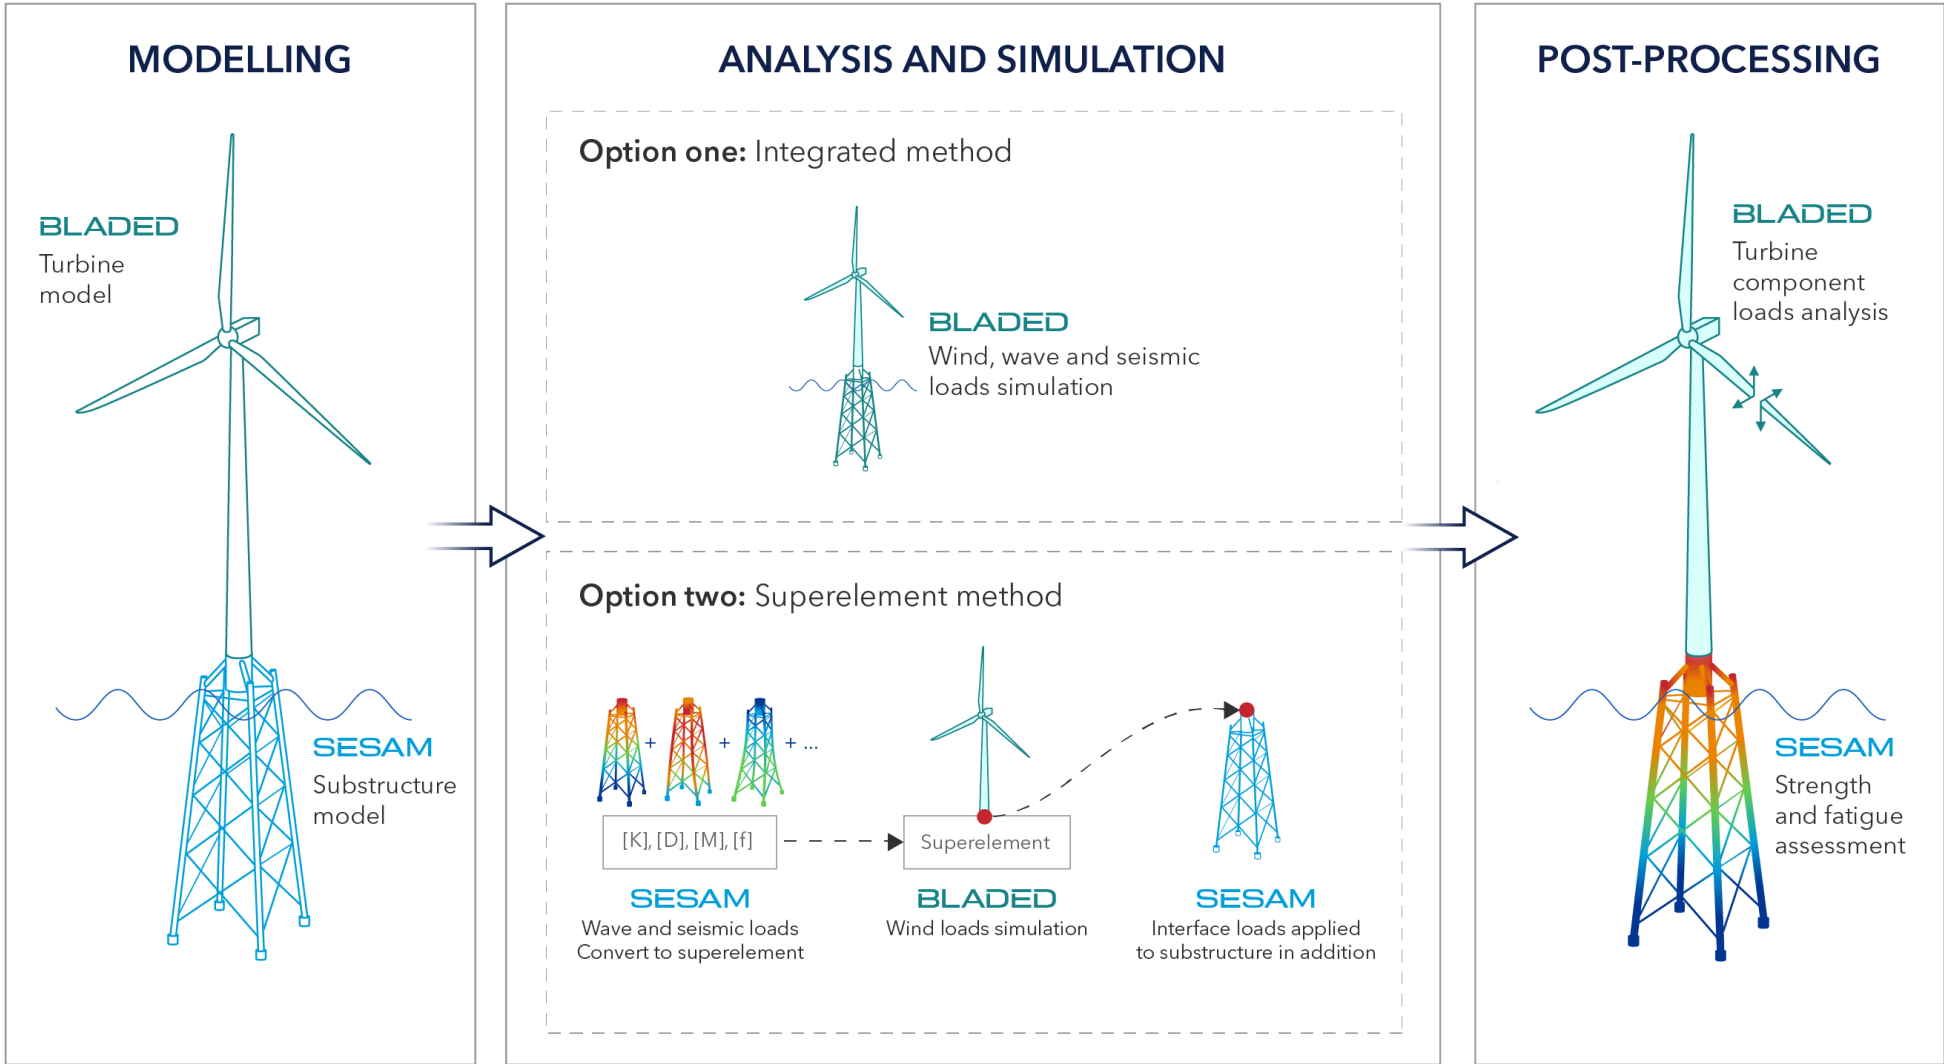 MODELLING
BLADED
Turbine
model
SESAM
Substructure
model
ANALYSIS AND SIMULATION
Option one: Integrated method
BLADED
Wind, wave and seismic
loads simulation
Option two: Superelement method
+ + + ...
[K], [D], [M], [f]
Superelement
SESAM
Wave and seismic loads
Convert to superelement
BLADED
Wind loads simulation
SESAM
Interface loads applied
to substructure in addition
POST-PROCESSING
BLADED
Turbine
component
loads analysis
SESAM
Strength
and fatigue
assessment